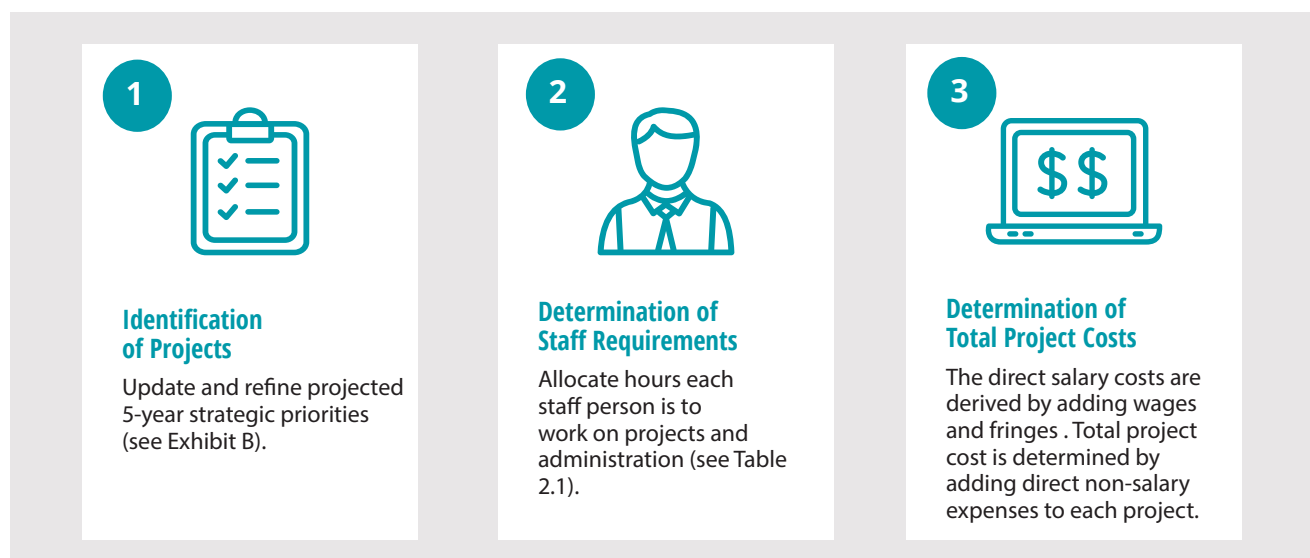 1
Identification
of Projects
Update and refine projected
5-year strategic priorities
(see Exhibit B).
2
Determination of
Staff Requirements
Allocate hours each
staff person is to
work on projects and
administration (see Table
2.1).
3
$$
Determination of
Total Project Costs
The direct salary costs are
derived by adding wages
and fringes . Total project
cost is determined by
adding direct non-salary
expenses to each project.